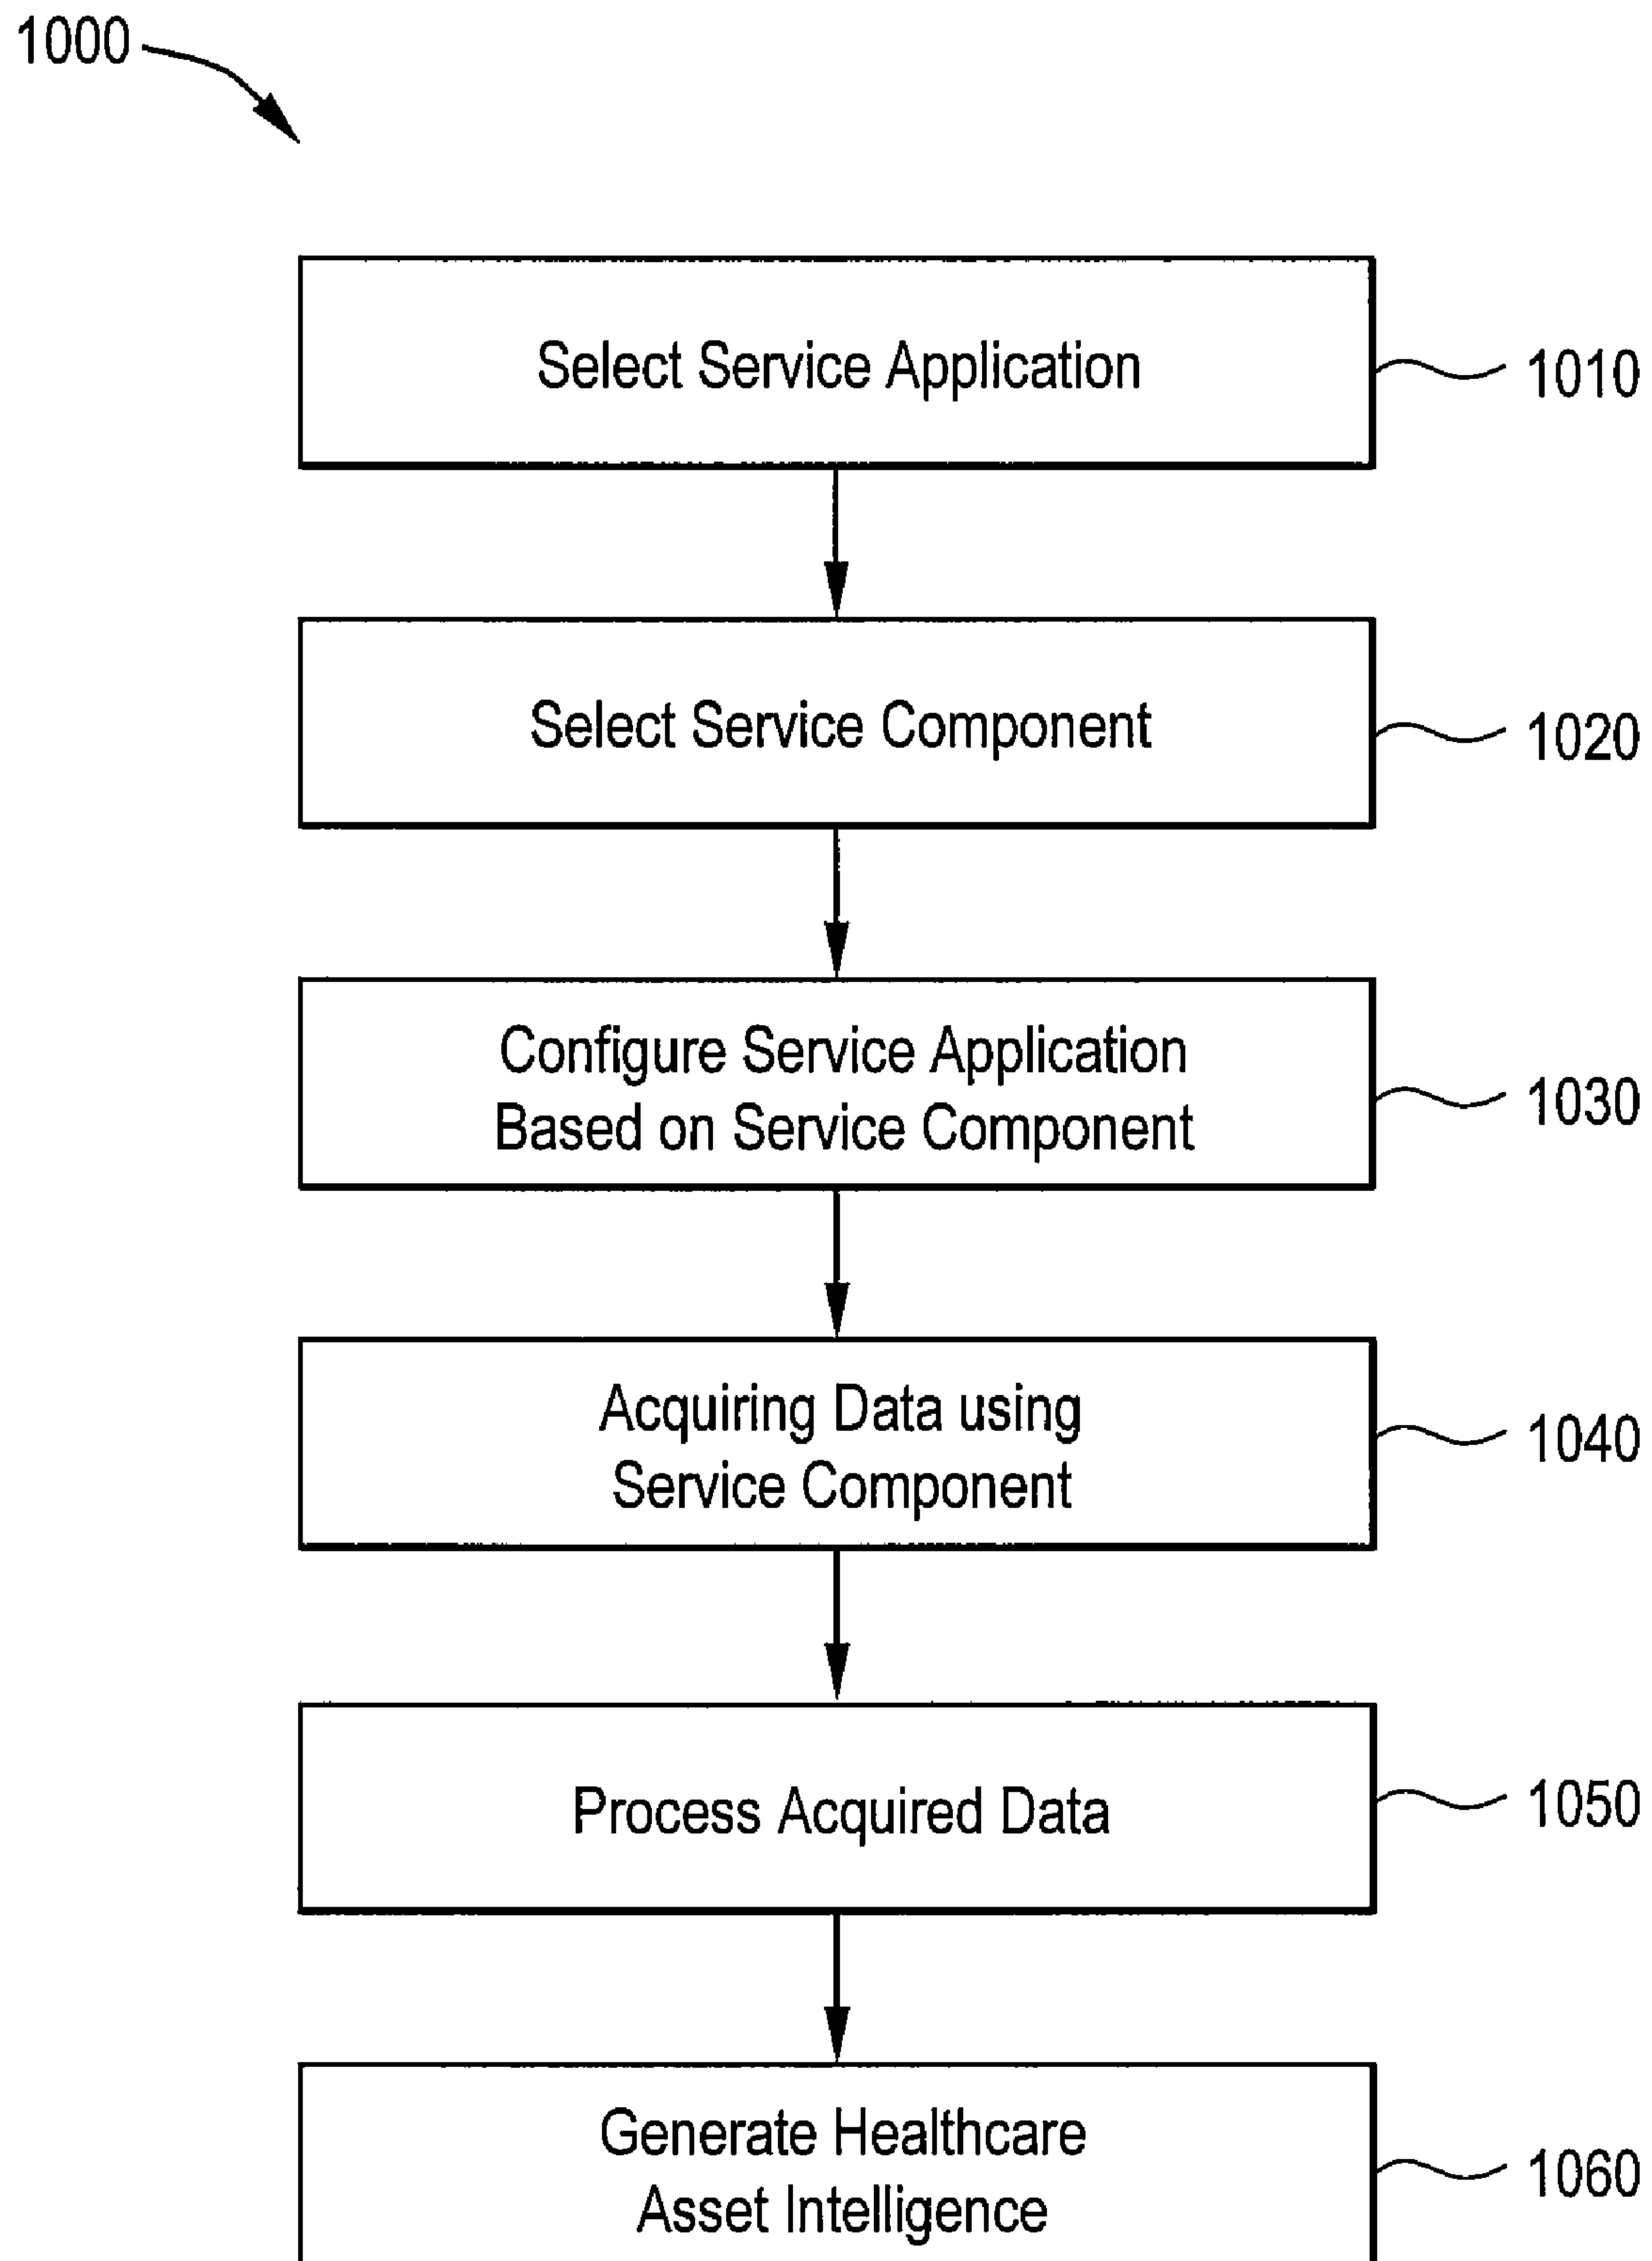 1000
Select Service Application
1010
Select Service Component
1020
Configure Service Application
Based on Service Component
1030
Acquiring Data using
Service Component
1040
Process Acquired Data
1050
Generate Healthcare
Asset Intelligence
1060